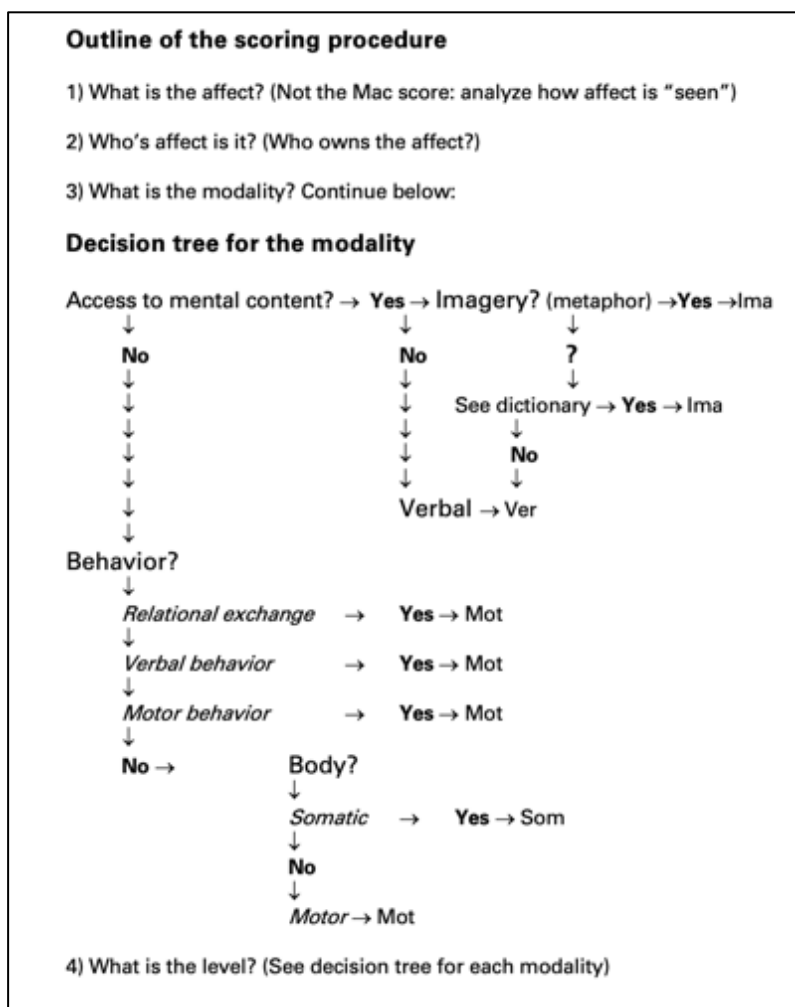 Outline of the scoring procedure
1) What is the affect? (Not the Mac score: analyze how affect is “seen”)
2) Who’s affect is it? (Who owns the affect?)
3) What is the modality? Continue below:
Decision tree for the modality
Access to mental content? → Yes → Imagery? (metaphor) →Yes →Ima
↓ ↓ ↓
No No ?
↓ ↓ ↓
↓ ↓ See dictionary → Yes → Ima
↓ ↓ ↓
↓ ↓ No
↓ ↓ ↓
↓ Verbal → Ver
↓
Behavior?
↓
Relational exchange → Yes → Mot
↓
Verbal behavior → Yes → Mot
↓
Motor behavior → Yes → Mot
↓
No → Body?
↓
Somatic → Yes → Som
↓
No
↓
Motor → Mot
4) What is the level? (See decision tree for each modality)